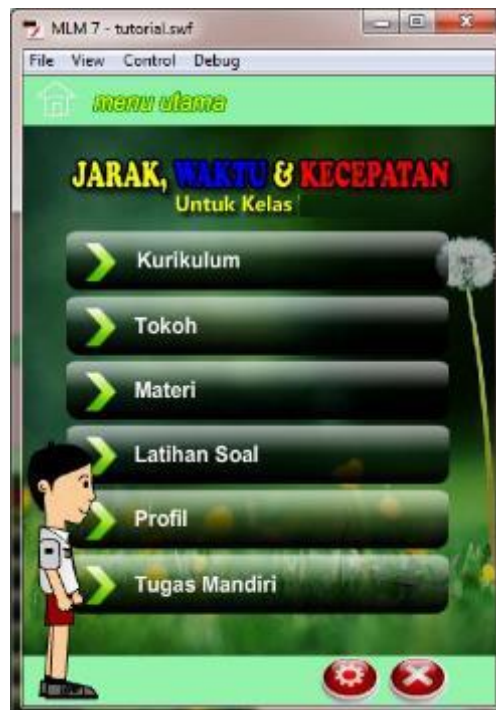 MLM 7 - tutorial.swf
File View Control Debug
menu utama
JARAK, WAKTU & KECEPATAN
Untuk Kelas
Kurikulum
Tokoh
Materi
Latihan Soal
Profil
Tugas Mandiri